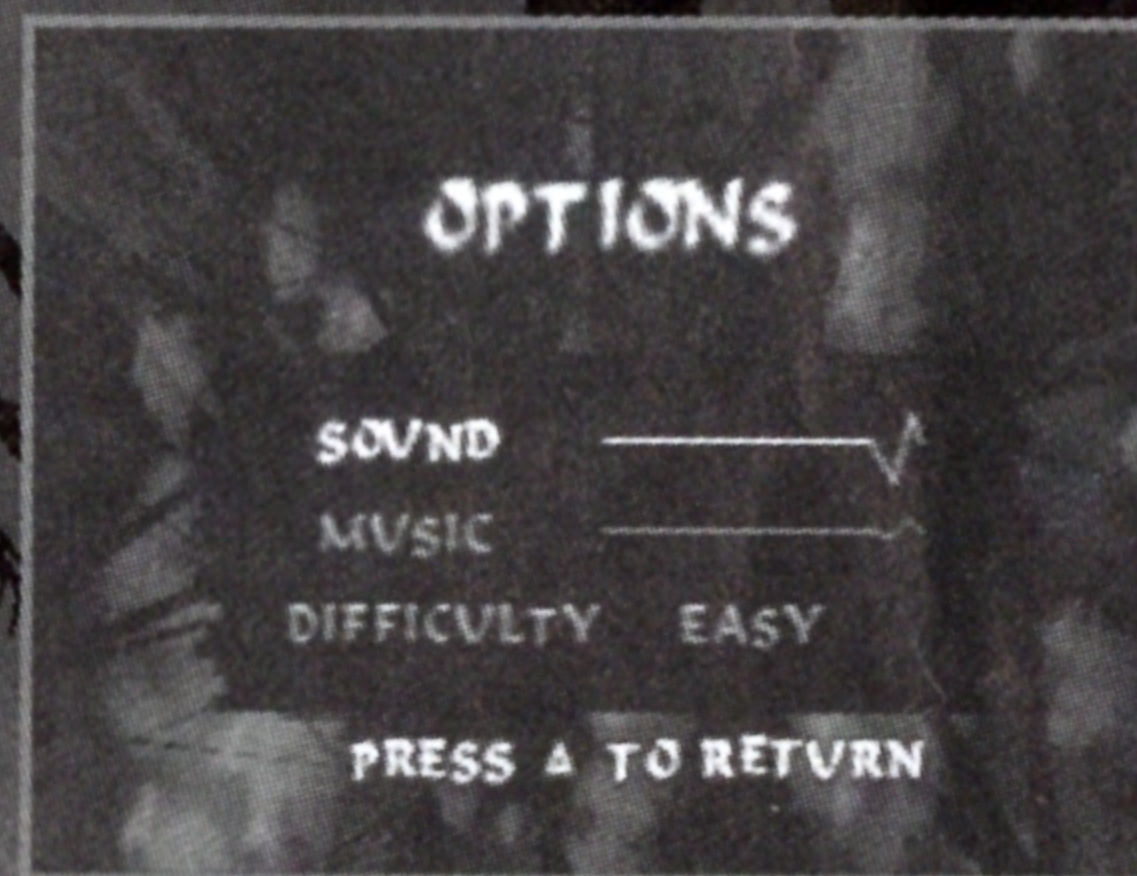 OPTIONS
SOUND
MUSIC
DIFFICULTY EASY
PRESS △ TO RETURN